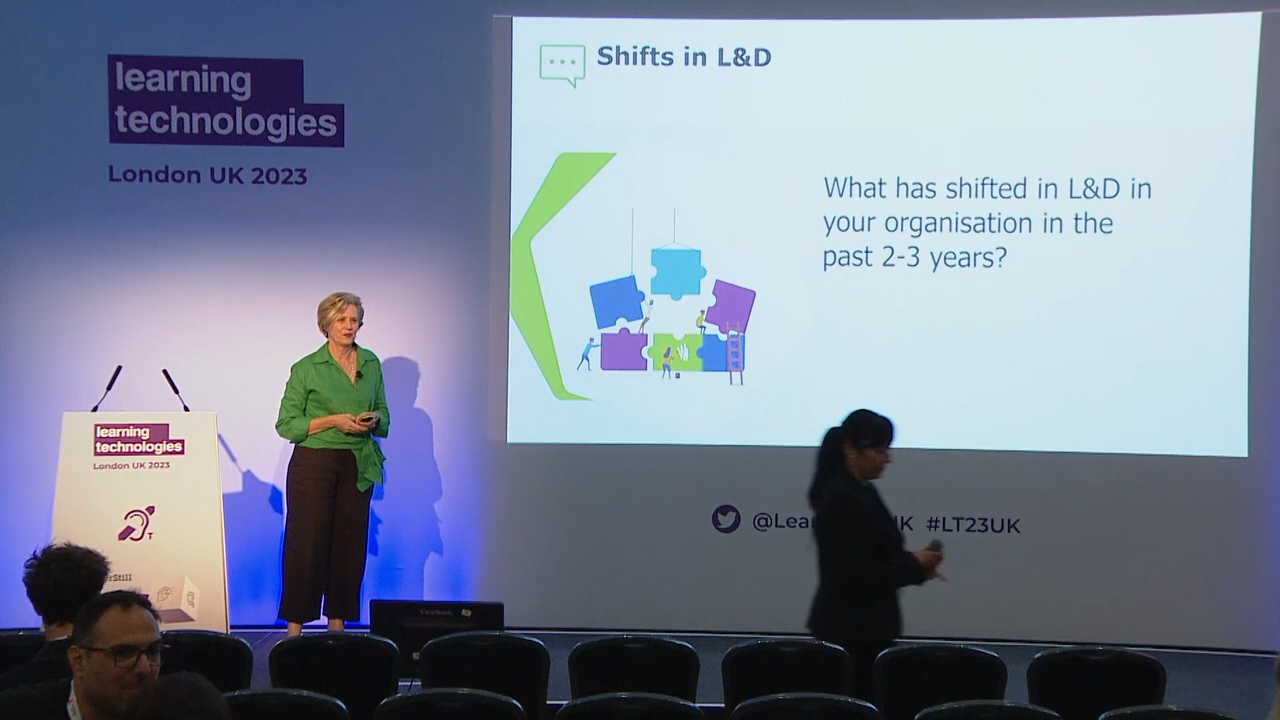 learning
technologies
London UK 2023
Shifts in L&D
What has shifted in L&D in
your organisation in the
past 2-3 years?
learning
technologies
London UK 2023
T
@Lea K #LT23UK
ViewSonic